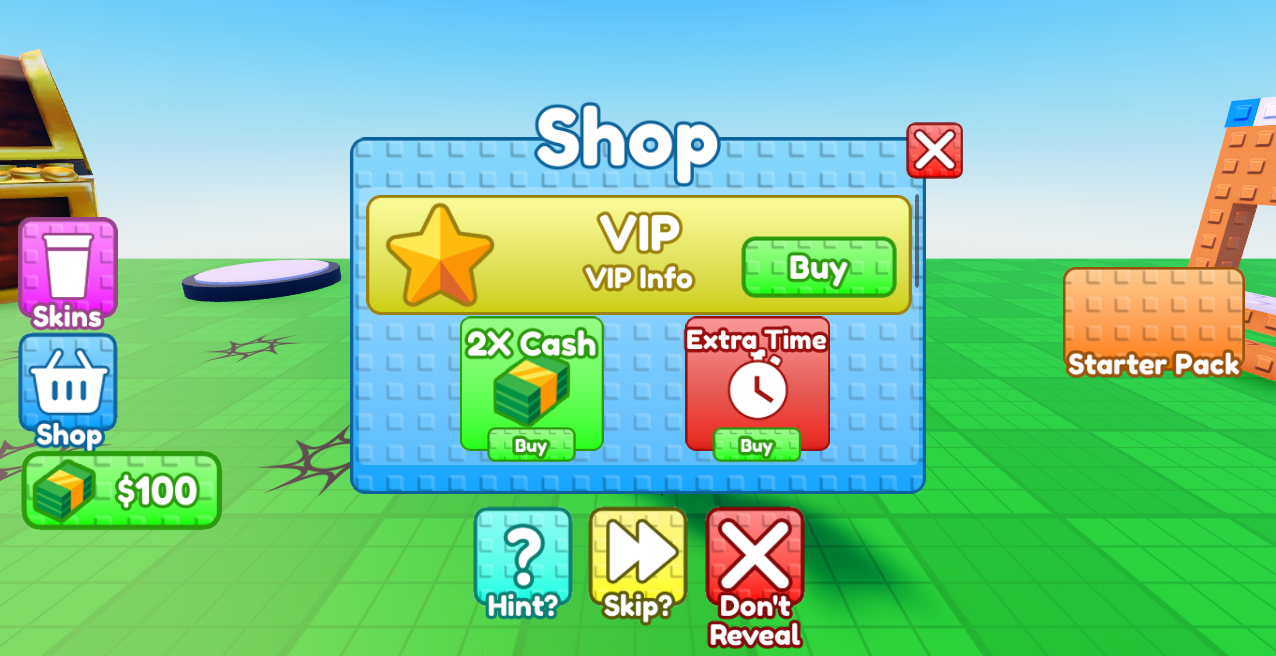 Shop
VIP
VIP Info
Buy
2X Cash
Buy
Extra Time
Buy
Skins
Shop
$100
Starter Pack
Hint?
Skip?
Don't
Reveal